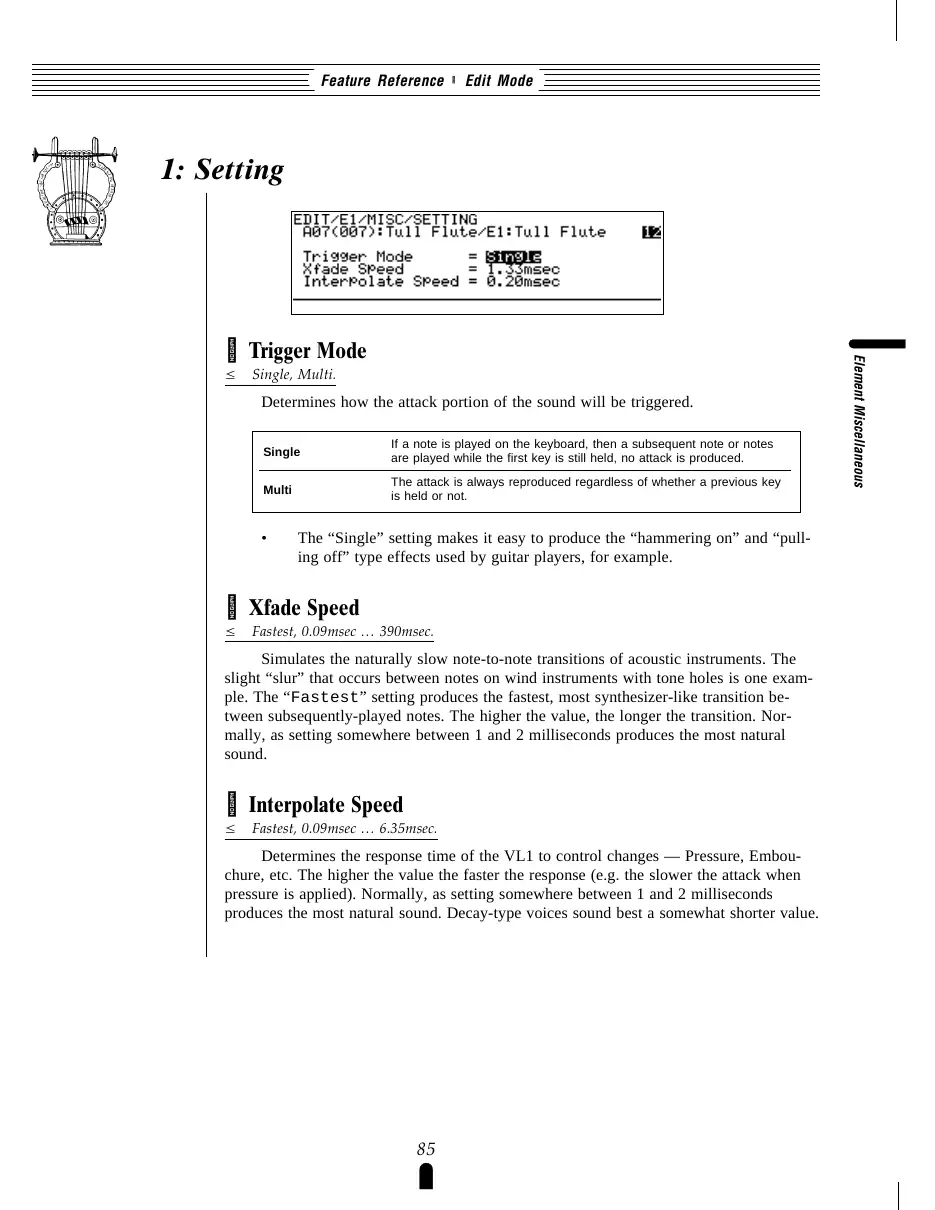 Feature Reference Edit Mode
1: Setting
EDIT/E1/MISC/SETTING
A07(007):Tull Flute/E1:Tull Flute 12
Trigger Mode = Single
Xfade Speed = 1.33msec
Interpolate Speed = 0.20msec
Trigger Mode
≤ Single, Multi.
Determines how the attack portion of the sound will be triggered.
Single
If a note is played on the keyboard, then a subsequent note or notes
are played while the first key is still held, no attack is produced.
Multi
The attack is always reproduced regardless of whether a previous key
is held or not.
• The “Single” setting makes it easy to produce the “hammering on” and “pull-
ing off” type effects used by guitar players, for example.
Xfade Speed
≤ Fastest, 0.09msec … 390msec.
Simulates the naturally slow note-to-note transitions of acoustic instruments. The
slight “slur” that occurs between notes on wind instruments with tone holes is one exam-
ple. The “Fastest” setting produces the fastest, most synthesizer-like transition be-
tween subsequently-played notes. The higher the value, the longer the transition. Nor-
mally, as setting somewhere between 1 and 2 milliseconds produces the most natural
sound.
Interpolate Speed
≤ Fastest, 0.09msec … 6.35msec.
Determines the response time of the VL1 to control changes — Pressure, Embou-
chure, etc. The higher the value the faster the response (e.g. the slower the attack when
pressure is applied). Normally, as setting somewhere between 1 and 2 milliseconds
produces the most natural sound. Decay-type voices sound best a somewhat shorter value.
Element Miscellaneous
85